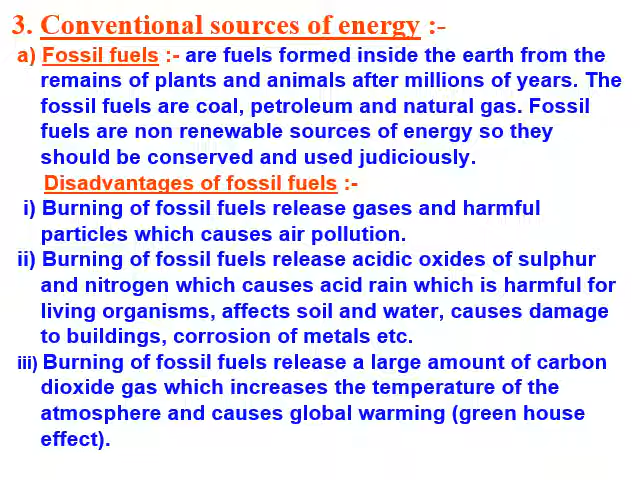 3. Conventional sources of energy :-
a) Fossil fuels :- are fuels formed inside the earth from the
remains of plants and animals after millions of years. The
fossil fuels are coal, petroleum and natural gas. Fossil
fuels are non renewable sources of energy so they
should be conserved and used judiciously.
Disadvantages of fossil fuels :-
i) Burning of fossil fuels release gases and harmful
particles which causes air pollution.
ii) Burning of fossil fuels release acidic oxides of sulphur
and nitrogen which causes acid rain which is harmful for
living organisms, affects soil and water, causes damage
to buildings, corrosion of metals etc.
iii) Burning of fossil fuels release a large amount of carbon
dioxide gas which increases the temperature of the
atmosphere and causes global warming (green house
effect).